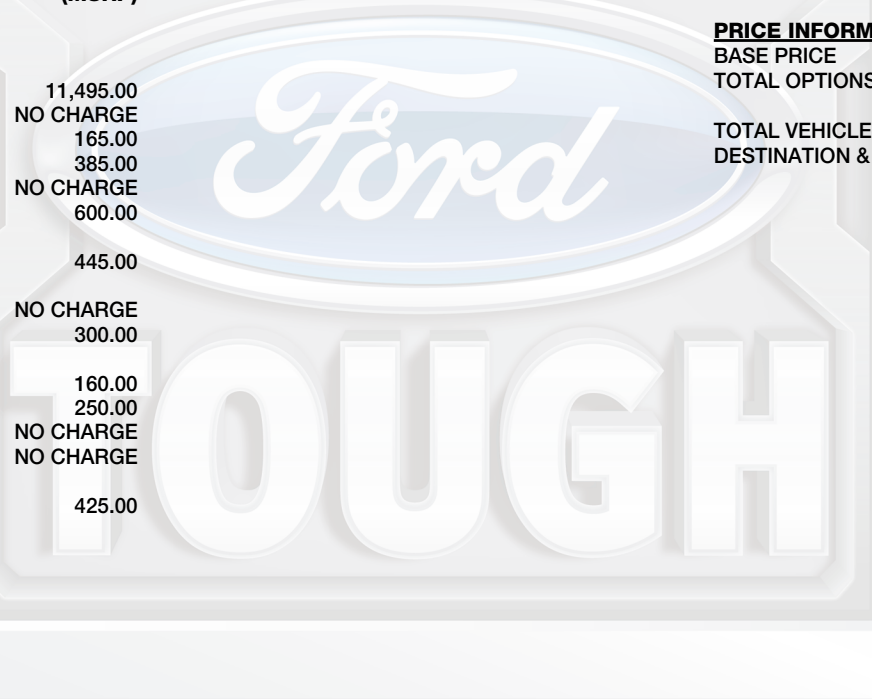 PRICE INFORM
BASE PRICE
TOTAL OPTIONS
TOTAL VEHICLE
DESTINATION &
11,495.00
NO CHARGE
165.00
385.00
NO CHARGE
600.00
445.00
NO CHARGE
300.00
160.00
250.00
NO CHARGE
NO CHARGE
425.00
Ford
TOUGH